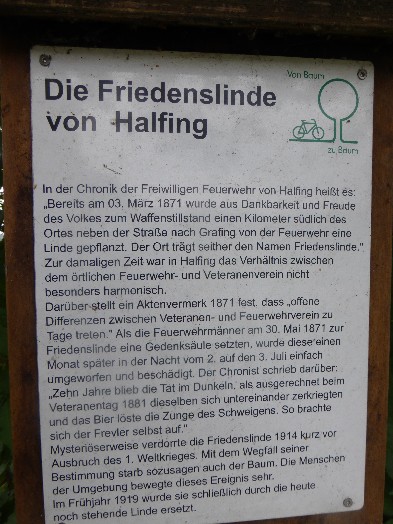 Von Baum
zu Baum
Die Friedenslinde
von Halfing
In der Chronik der Freiwilligen Feuerwehr von Halfing heißt es:
„Bereits am 03. März 1871 wurde aus Dankbarkeit und Freude
des Volkes zum Waffenstillstand einen Kilometer südlich des
Ortes neben der Straße nach Grafing von der Feuerwehr eine
Linde gepflanzt. Der Ort trägt seither den Namen Friedenslinde."
Zur damaligen Zeit war in Halfing das Verhältnis zwischen
dem örtlichen Feuerwehr- und Veteranenverein nicht
besonders harmonisch.
Darüber stellt ein Aktenvermerk 1871 fest, dass „offene
Differenzen zwischen Veteranen- und Feuerwehrverein zu
Tage treten." Als die Feuerwehrmänner am 30. Mai 1871 zur
Friedenslinde eine Gedenksäule setzten, wurde diese einen
Monat später in der Nacht vom 2. auf den 3. Juli einfach
umgeworfen und beschädigt. Der Chronist schrieb darüber:
„Zehn Jahre blieb die Tat im Dunkeln, als ausgerechnet beim
Veteranentag 1881 dieselben sich untereinander zerkriegten
und das Bier löste die Zunge des Schweigens. So brachte
sich der Frevler selbst auf."
Mysteriöserweise verdorrte die Friedenslinde 1914 kurz vor
Ausbruch des 1. Weltkrieges. Mit dem Wegfall seiner
Bestimmung starb sozusagen auch der Baum. Die Menschen
der Umgebung bewegte dieses Ereignis sehr.
Im Frühjahr 1919 wurde sie schließlich durch die heute
noch stehende Linde ersetzt.